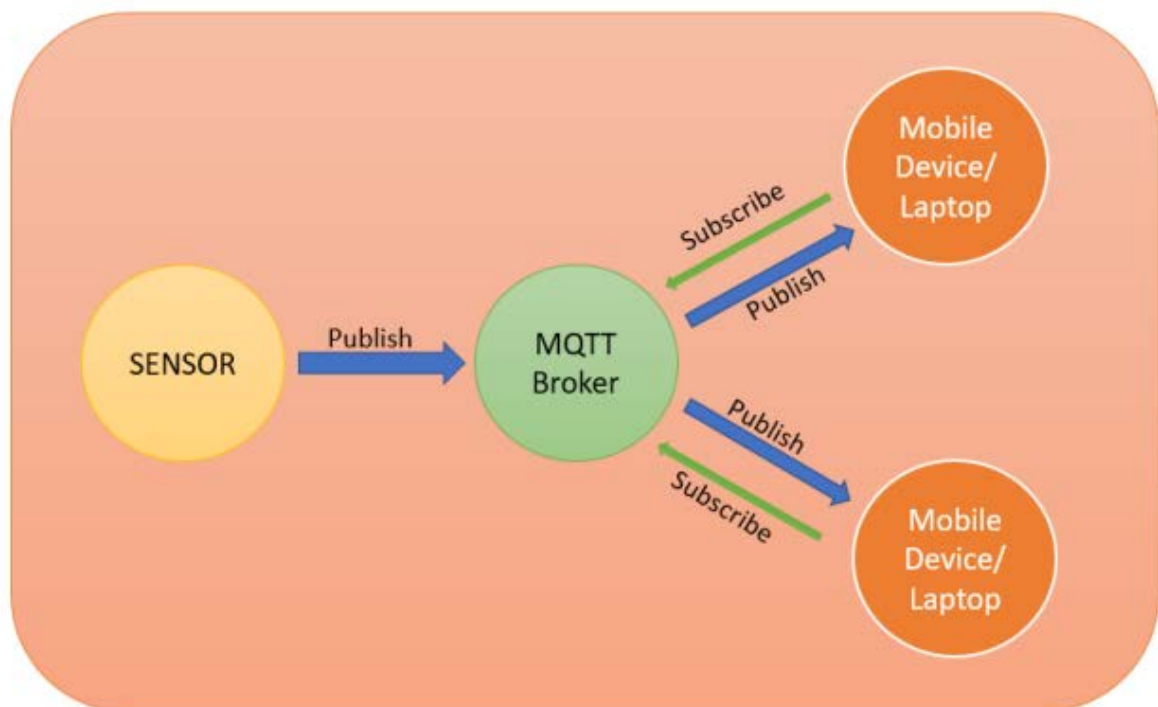 Mobile
Device/
Laptop
Subscribe
Publish
SENSOR
Publish
MQTT
Broker
Publish
Subscribe
Mobile
Device/
Laptop